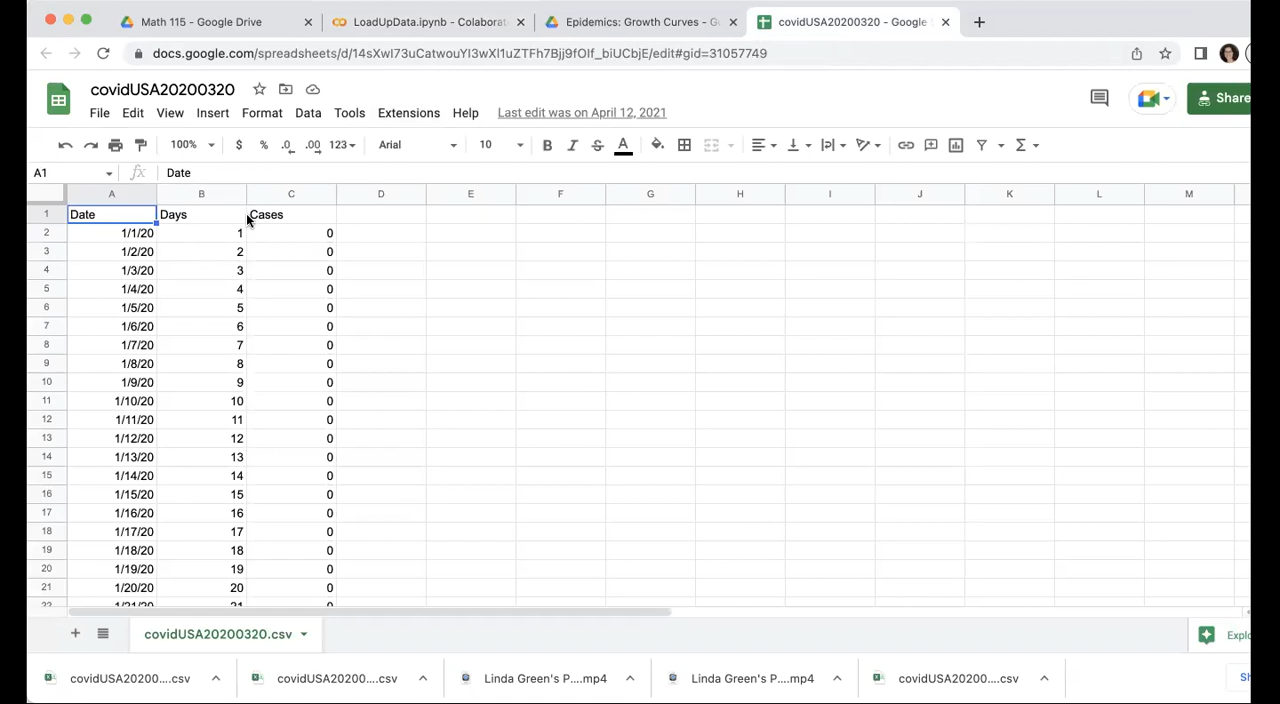 Math 115 - Google Drive
LoadUpData.ipynb - Colaborat
Epidemics: Growth Curves - G
covidUSA20200320 - Google
docs.google.com/spreadsheets/d/14sXwI73uCatwouYI3wXl1uZTFh7Bjj9fOIf_biUCbjE/edit#gid=31057749
covidUSA20200320
File Edit View Insert Format Data Tools Extensions Help Last edit was on April 12, 2021
Share
100% $ % .0 .00 123 Arial 10 B I S A
A1 fx Date
A B C D E F G H I J K L M
1 Date Days Cases
2 1/1/20 1 0
3 1/2/20 2 0
4 1/3/20 3 0
5 1/4/20 4 0
6 1/5/20 5 0
7 1/6/20 6 0
8 1/7/20 7 0
9 1/8/20 8 0
10 1/9/20 9 0
11 1/10/20 10 0
12 1/11/20 11 0
13 1/12/20 12 0
14 1/13/20 13 0
15 1/14/20 14 0
16 1/15/20 15 0
17 1/16/20 16 0
18 1/17/20 17 0
19 1/18/20 18 0
20 1/19/20 19 0
21 1/20/20 20 0
22 1/21/20 21 0
covidUSA20200320.csv
Explo
covidUSA20200....csv covidUSA20200....csv Linda Green's P....mp4 Linda Green's P....mp4 covidUSA20200....csv